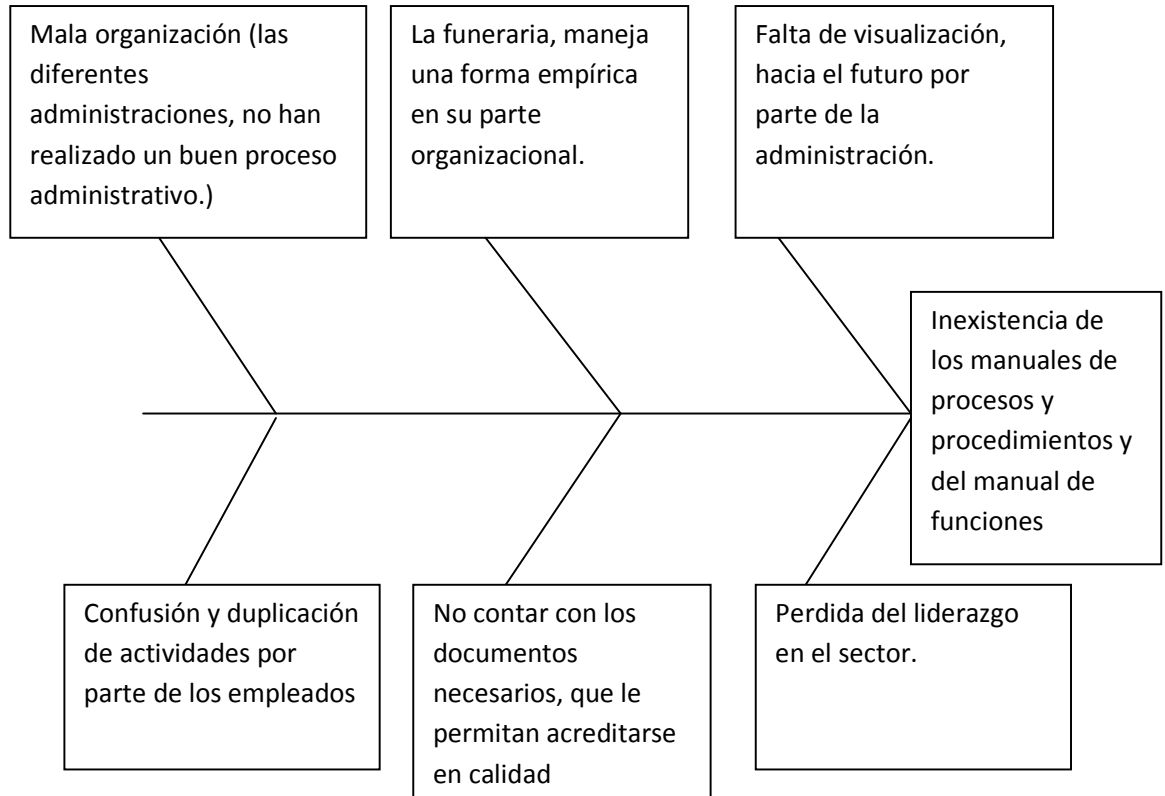 Mala organización (las
diferentes
administraciones, no han
realizado un buen proceso
administrativo.)
La funeraria, maneja
una forma empírica
en su parte
organizacional.
Falta de visualización,
hacia el futuro por
parte de la
administración.
Inexistencia de
los manuales de
procesos y
procedimientos y
del manual de
funciones
Confusión y duplicación
de actividades por
parte de los empleados
No contar con los
documentos
necesarios, que le
permitan acreditarse
en calidad
Perdida del liderazgo
en el sector.